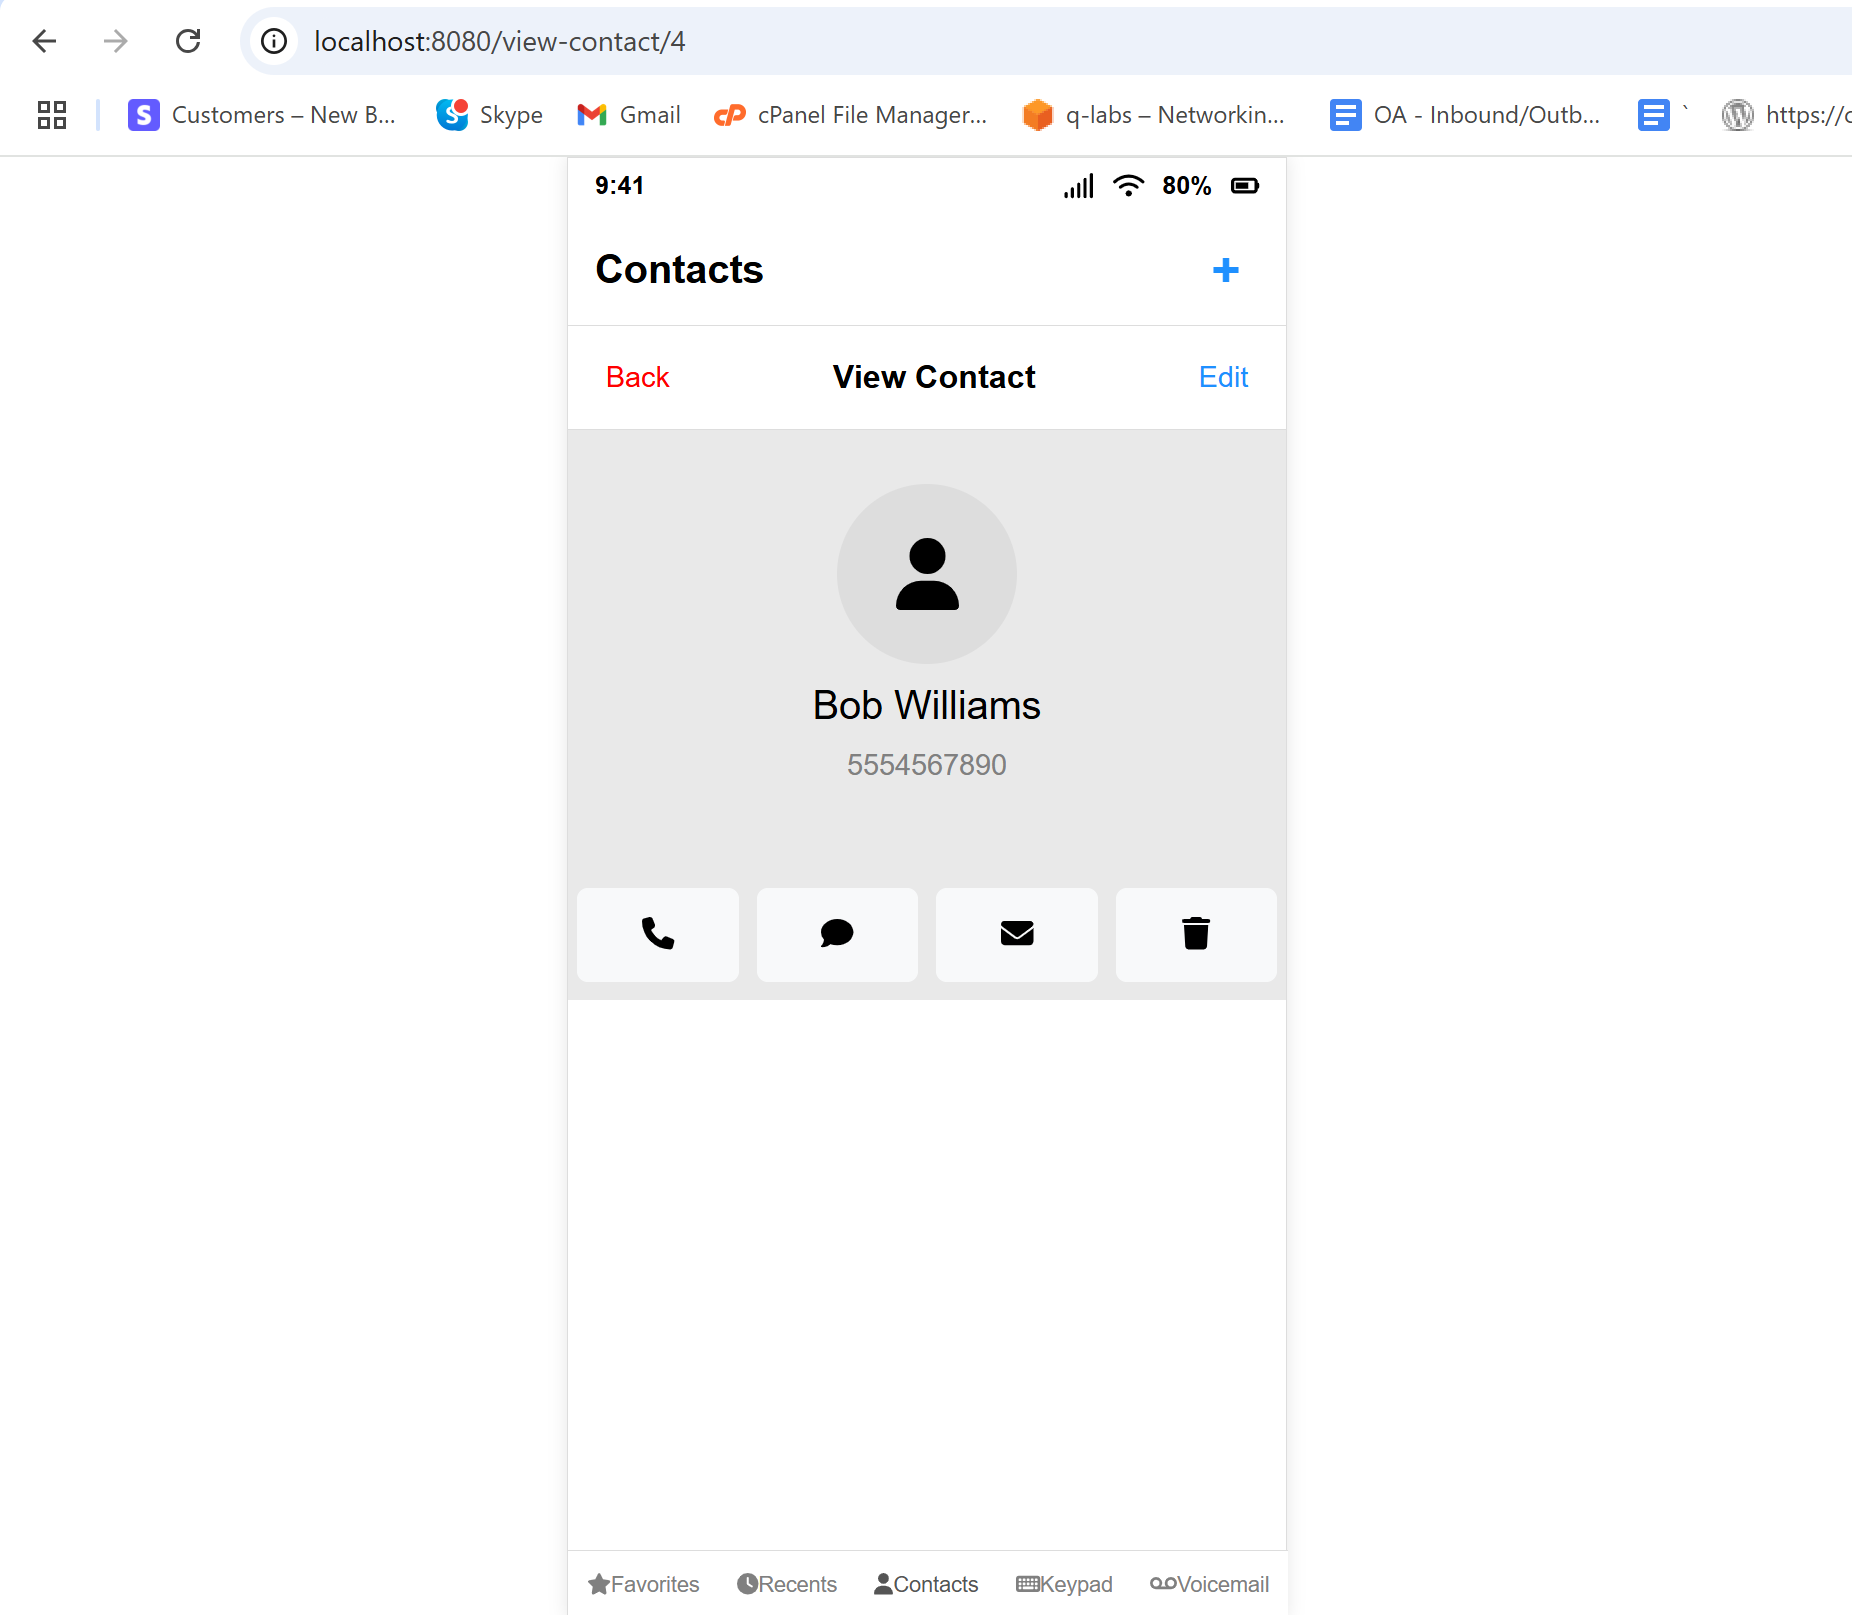 localhost:8080/view-contact/4
Customers – New B...
Skype
Gmail
cPanel File Manager...
q-labs – Networkin...
OA - Inbound/Outb...
`
https://c
9:41
80%
Contacts
+
Back
View Contact
Edit
Bob Williams
5554567890
Favorites
Recents
Contacts
Keypad
Voicemail